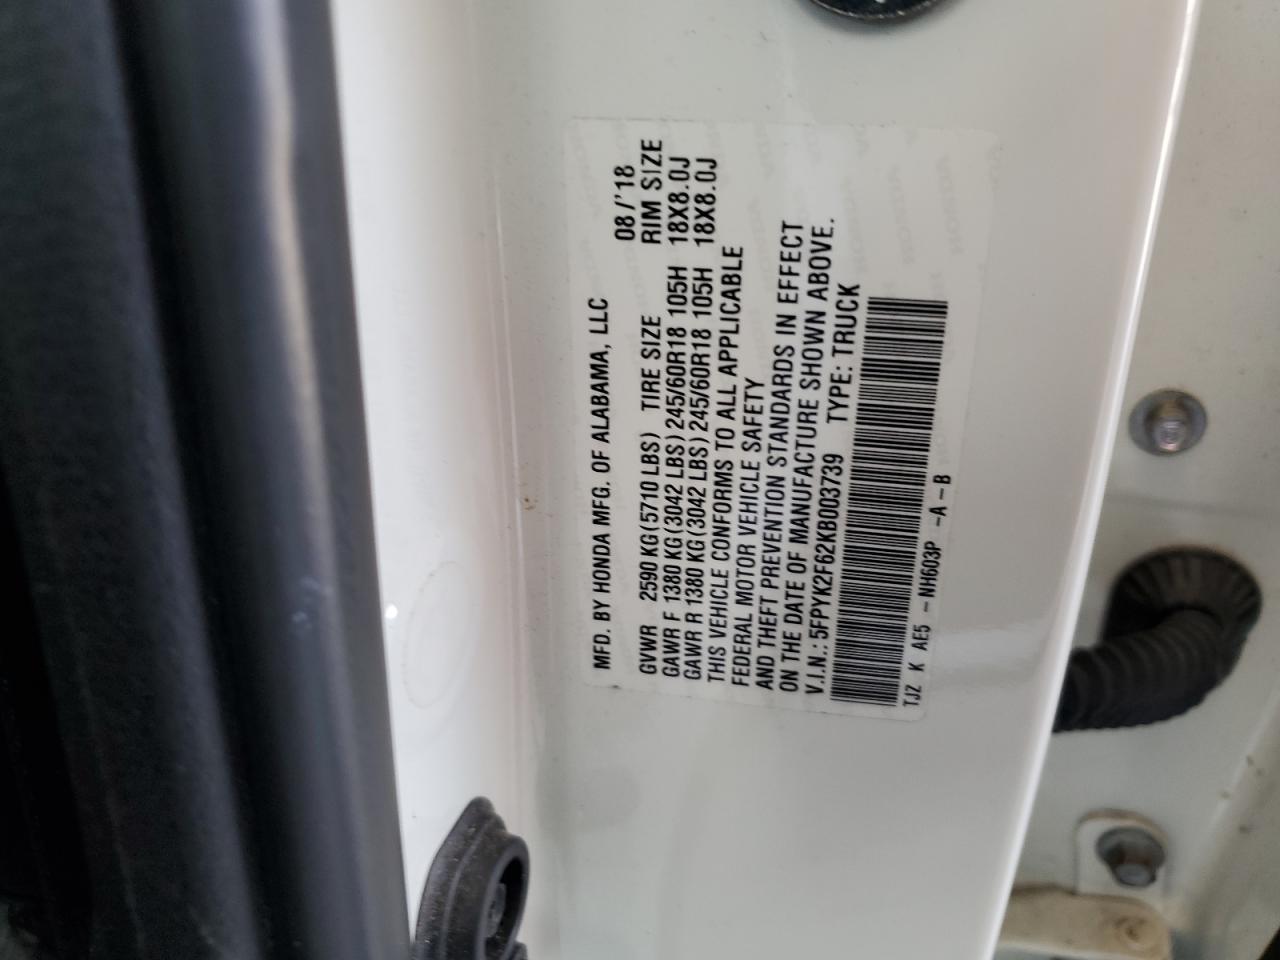 MFD. BY HONDA MFG. OF ALABAMA, LLC 08/'18
GVWR 2590 KG(5710 LBS) TIRE SIZE RIM SIZE
GAWR F 1380 KG(3042 LBS)245/60R18 105H 18X8.0J
GAWR R 1380 KG(3042 LBS)245/60R18 105H 18X8.0J
THIS VEHICLE CONFORMS TO ALL APPLICABLE
FEDERAL MOTOR VEHICLE SAFETY
AND THEFT PREVENTION STANDARDS IN EFFECT
ON THE DATE OF MANUFACTURE SHOWN ABOVE.
V.I.N.: 5FPYK2F62KB003739 TYPE: TRUCK
TJZ K AE5 - NH603P -A-B